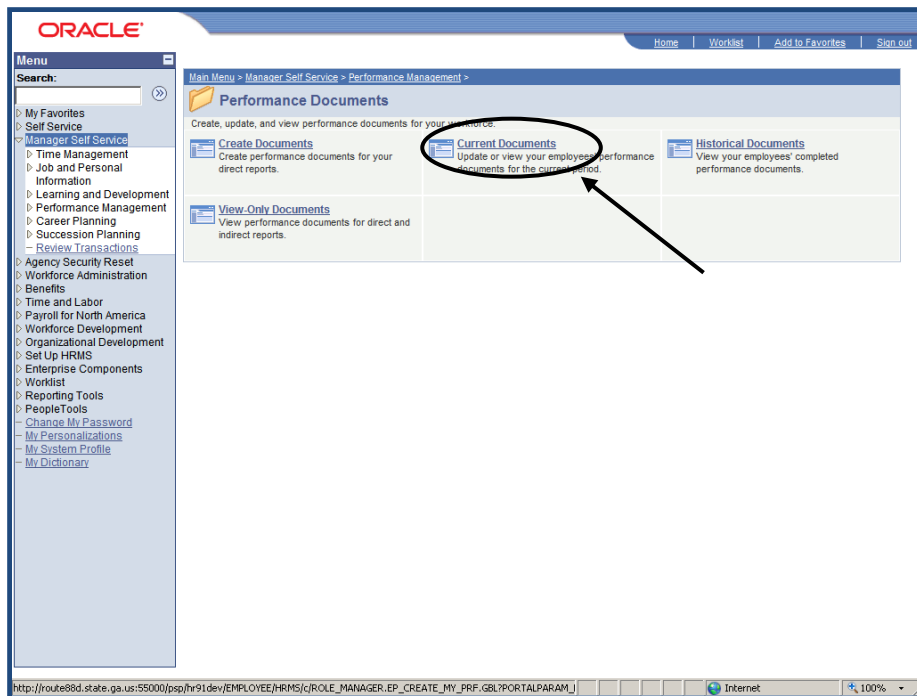 ORACLE
Home | Worklist | Add to Favorites | Sign out
Menu
Search:
My Favorites
Self Service
Manager Self Service
Time Management
Job and Personal
Information
Learning and Development
Performance Management
Career Planning
Succession Planning
Review Transactions
Agency Security Reset
Workforce Administration
Benefits
Time and Labor
Payroll for North America
Workforce Development
Organizational Development
Set Up HRMS
Enterprise Components
Worklist
Reporting Tools
PeopleTools
Change My Password
My Personalizations
My System Profile
My Dictionary
Main Menu > Manager Self Service > Performance Management >
Performance Documents
Create, update, and view performance documents for your workforce.
Create Documents
Create performance documents for your
direct reports.
Current Documents
Update or view your employees' performance
documents for the current period.
Historical Documents
View your employees' completed
performance documents.
View-Only Documents
View performance documents for direct and
indirect reports.
http://route88d.state.ga.us:55000/psp/hr91dev/EMPLOYEE/HRMS/c/ROLE_MANAGER.EP_CREATE_MY_PRF.GBL?PORTALPARAM_
Internet
100%